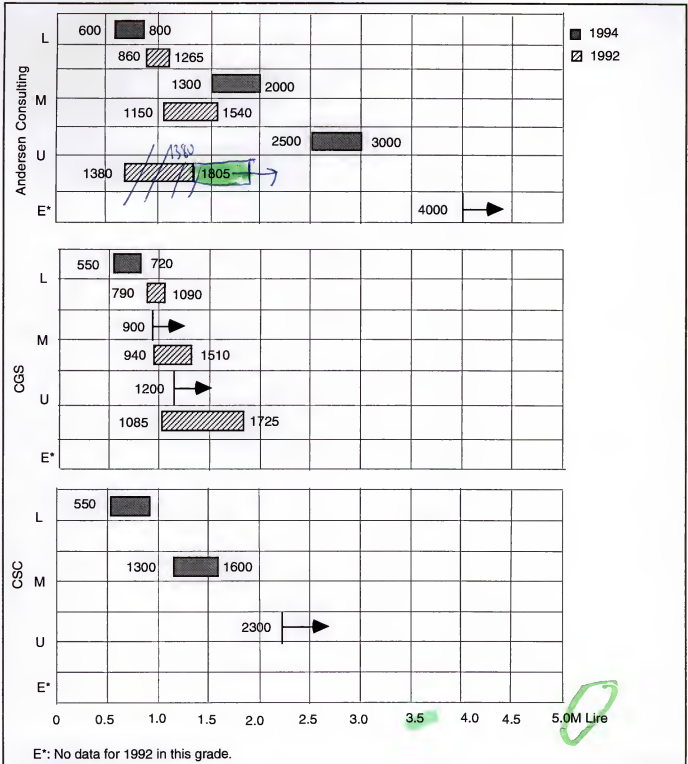 1994
1992
Andersen Consulting
L
600 800
860 1265
M
1300 2000
1150 1540
U
2500 3000
1380
1380 1805
E*
4000
CGS
L
550 720
790 1090
M
900
940 1510
U
1200
1085 1725
E*
CSC
L
550
M
1300 1600
U
2300
E*
0 0.5 1.0 1.5 2.0 2.5 3.0 3.5 4.0 4.5 5.0M Lire
E*: No data for 1992 in this grade.